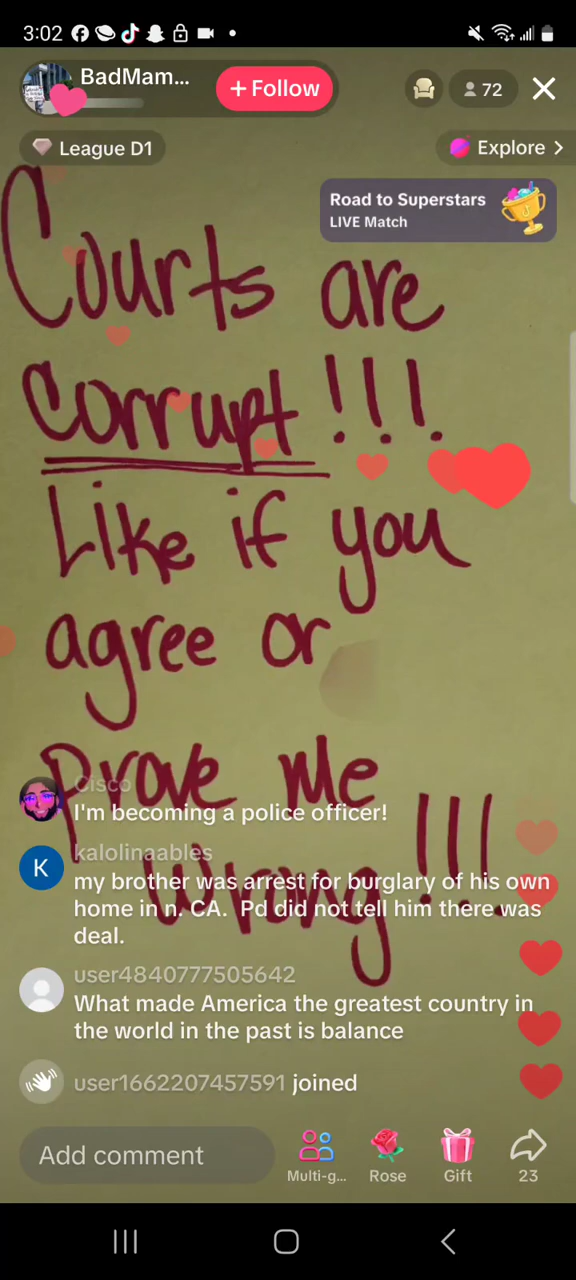 3:02
BadMam...
+ Follow
72
League D1
Explore >
Road to Superstars
LIVE Match
Courts are
corrupt!!!
Like if you
agree or
prove me
wrong!!!
Cisco
I'm becoming a police officer!
K
kalolinaables
my brother was arrest for burglary of his own
home in n. CA. Pd did not tell him there was
deal.
user4840777505642
What made America the greatest country in
the world in the past is balance
user1662207457591 joined
Add comment
Multi-g...
Rose
Gift
23